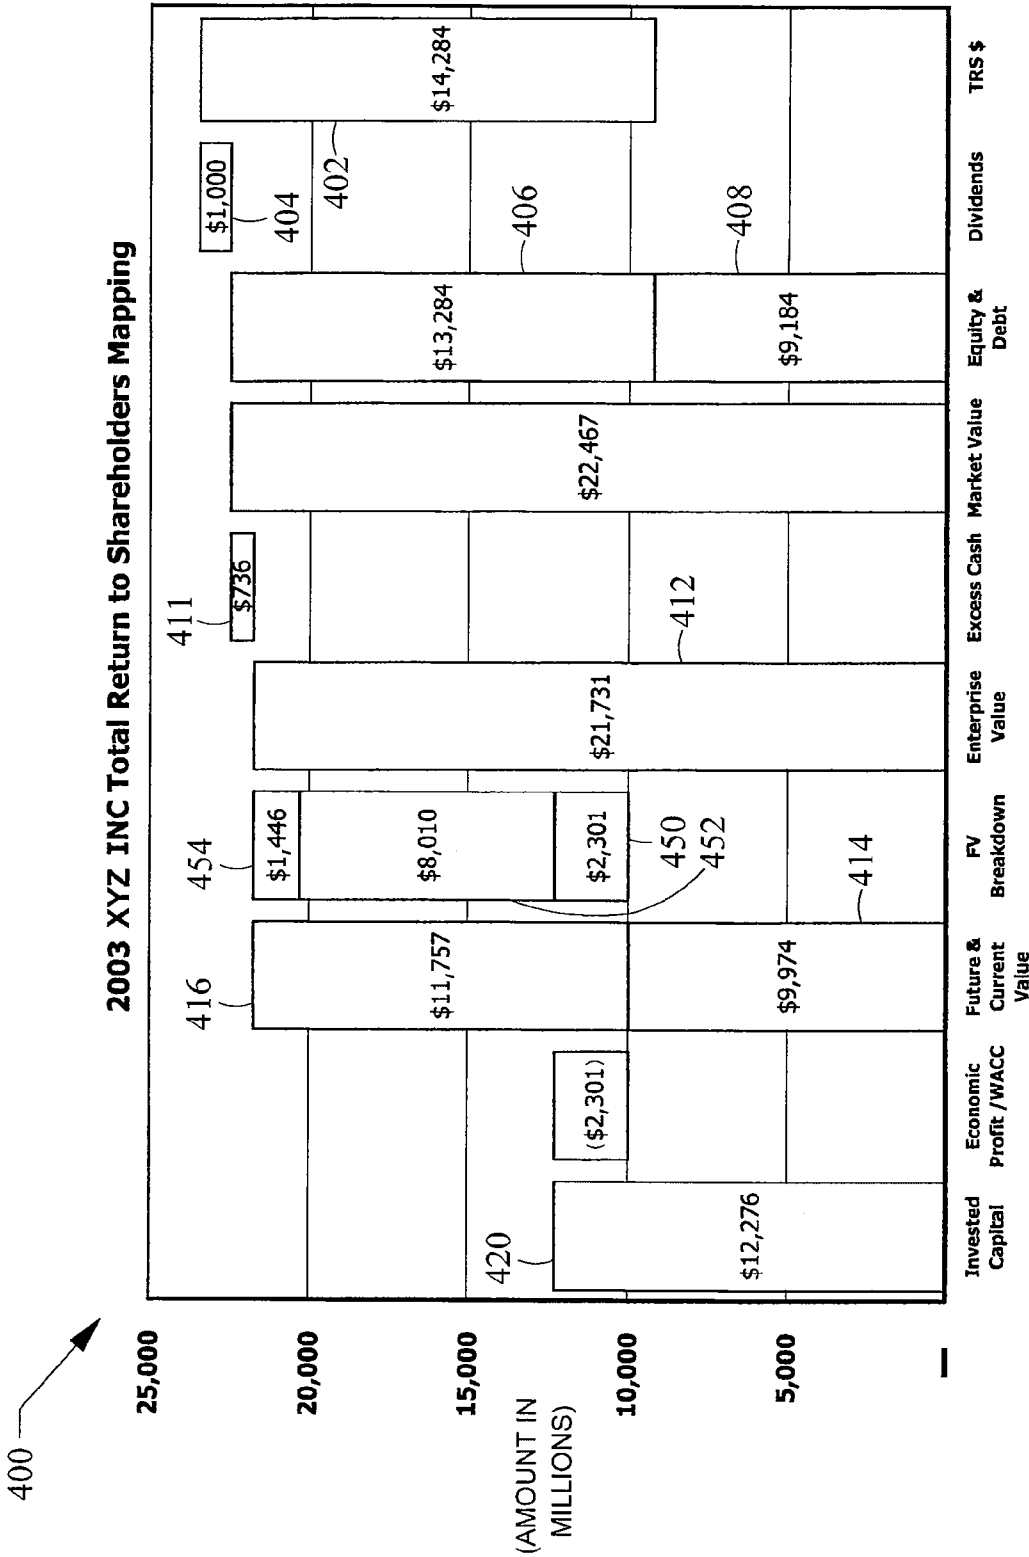 400
2003 XYZ INC Total Return to Shareholders Mapping
25,000
20,000
15,000
10,000
5,000
—
(AMOUNT IN
MILLIONS)
420
$12,276
($2,301)
416
$11,757
$9,974
414
454
$1,446
$8,010
$2,301
450
452
$21,731
412
411
$736
$22,467
$13,284
406
$9,184
408
$1,000
404
402
$14,284
Invested
Capital
Economic
Profit /WACC
Future &
Current
Value
FV
Breakdown
Enterprise
Value
Excess Cash
Market Value
Equity &
Debt
Dividends
TRS $